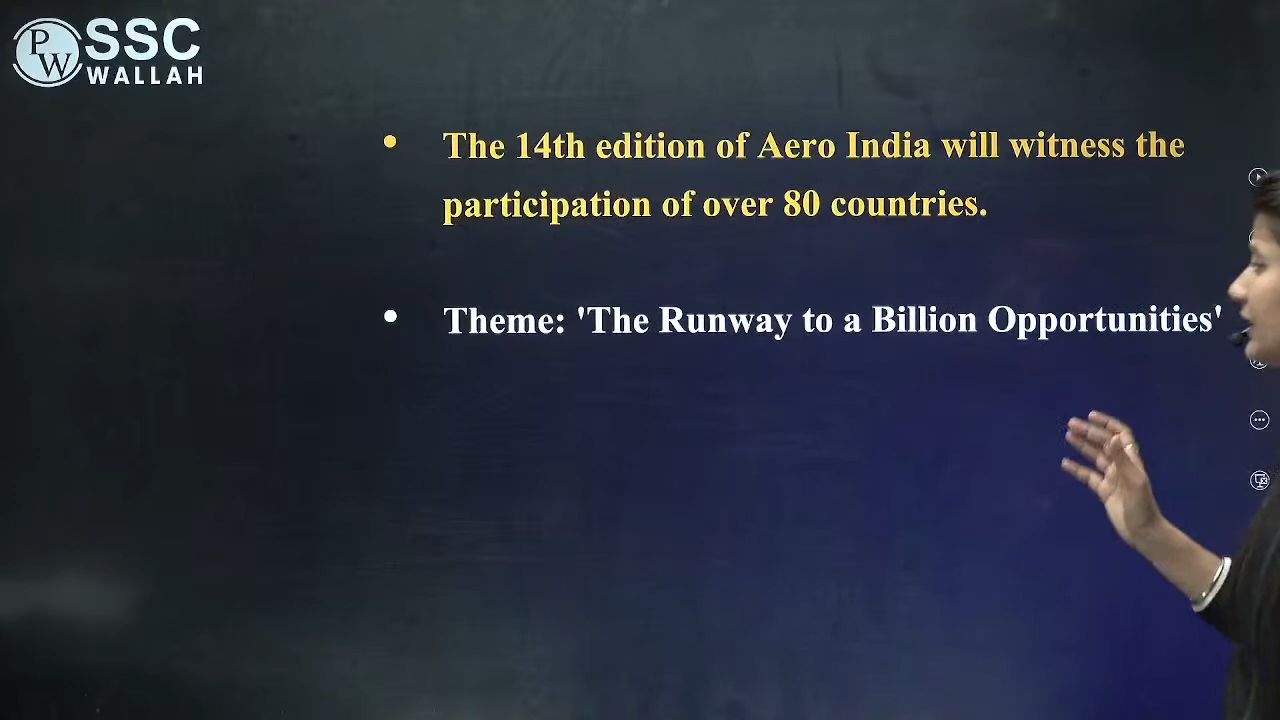 PW SSC
WALLAH
• The 14th edition of Aero India will witness the
participation of over 80 countries.
• Theme: 'The Runway to a Billion Opportunities'